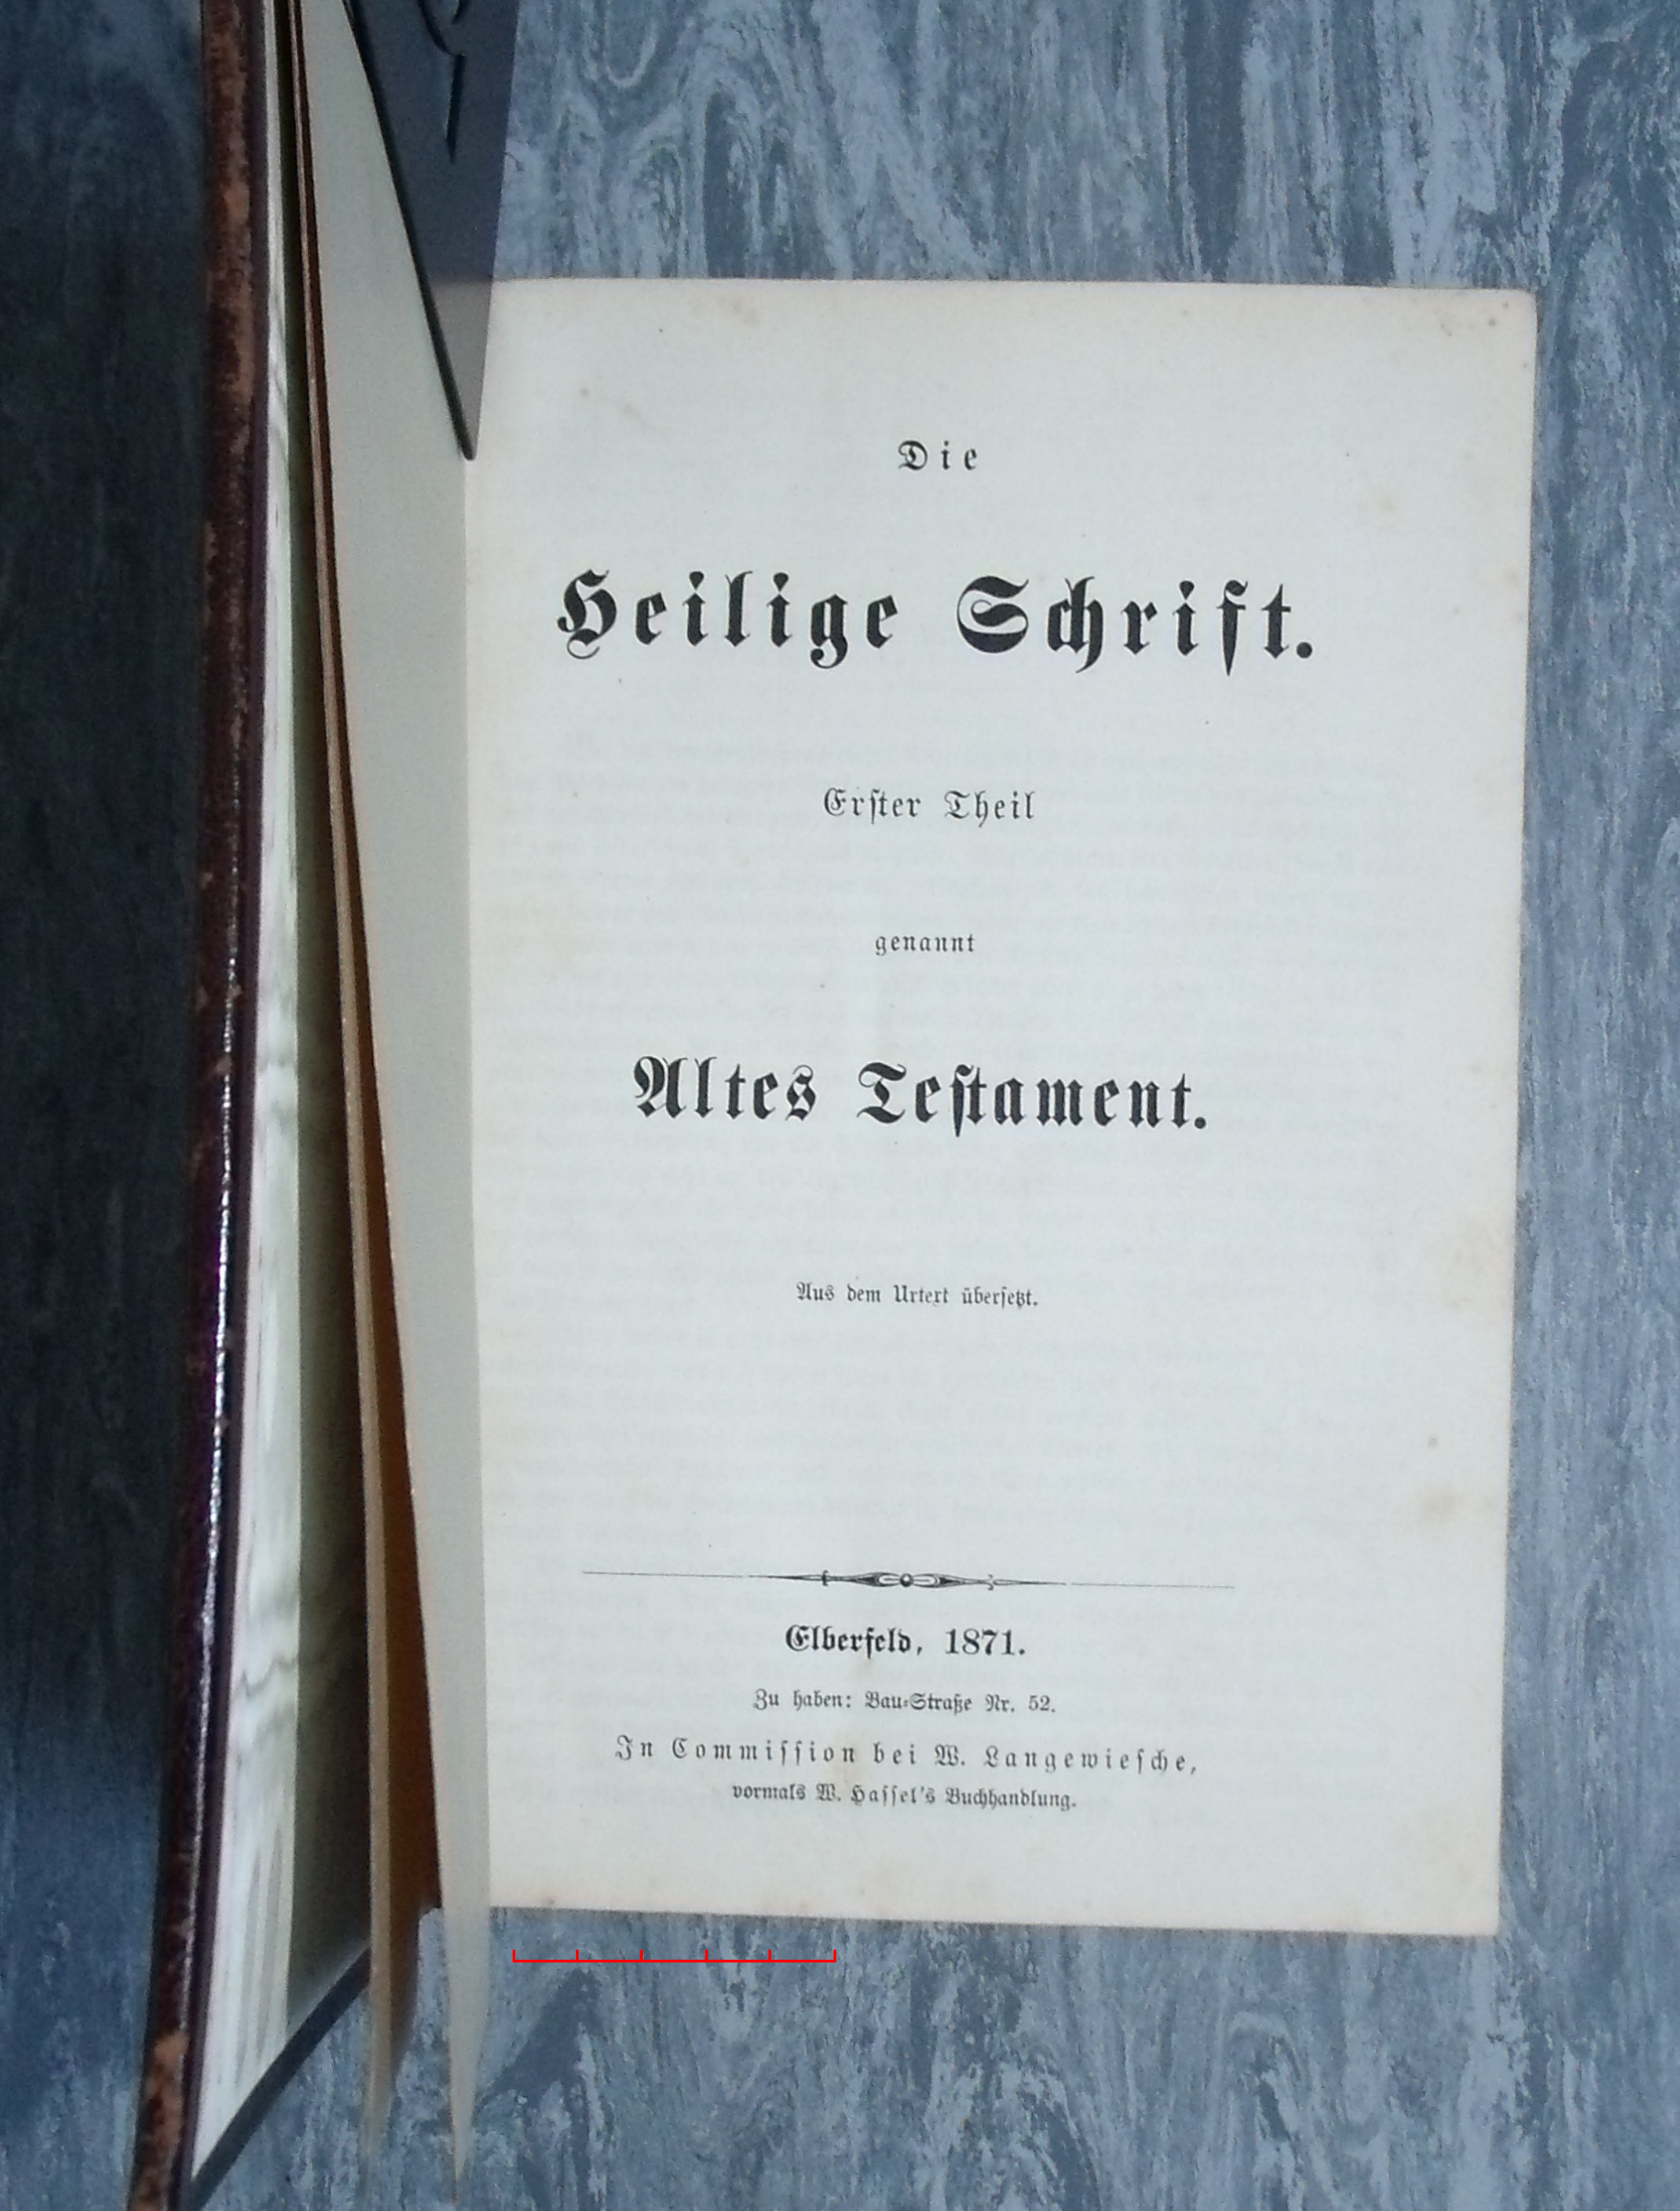 Die
Heilige Schrift.
Erſter Theil
genannt
Altes Teſtament.
Aus dem Urtext überſetzt.
Elberfeld, 1871.
Zu haben: Bau-Straße Nr. 52.
In Commiſſion bei W. Langewieſche,
vormals W. Haſſel's Buchhandlung.